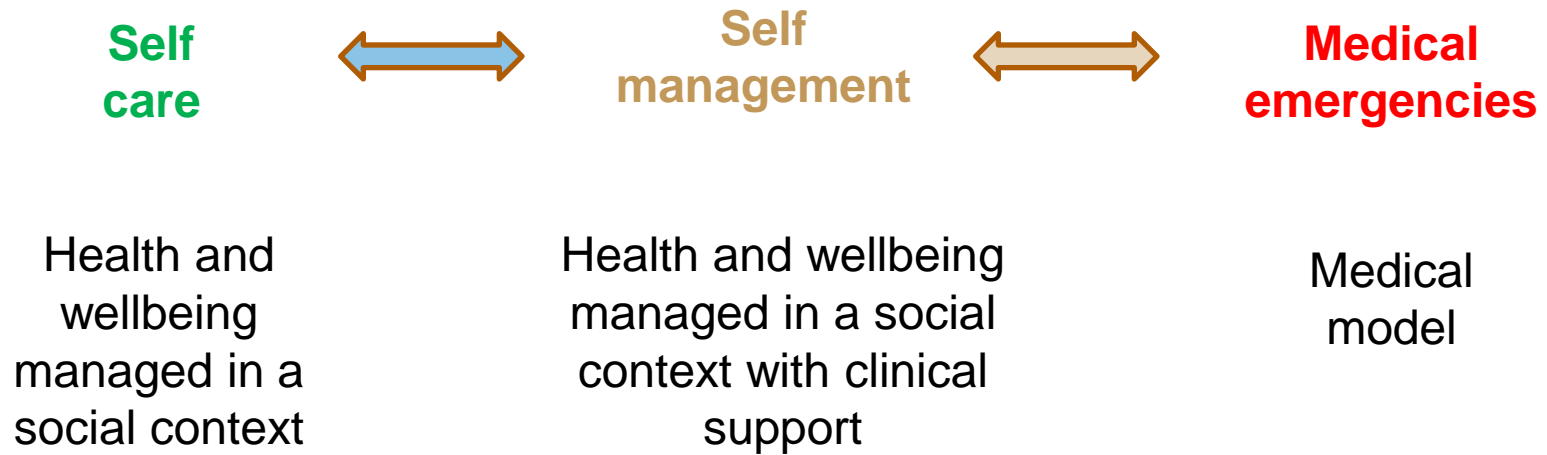 Self
care
Self
management
Medical
emergencies
Health and
wellbeing
managed in a
social context
Health and wellbeing
managed in a social
context with clinical
support
Medical
model